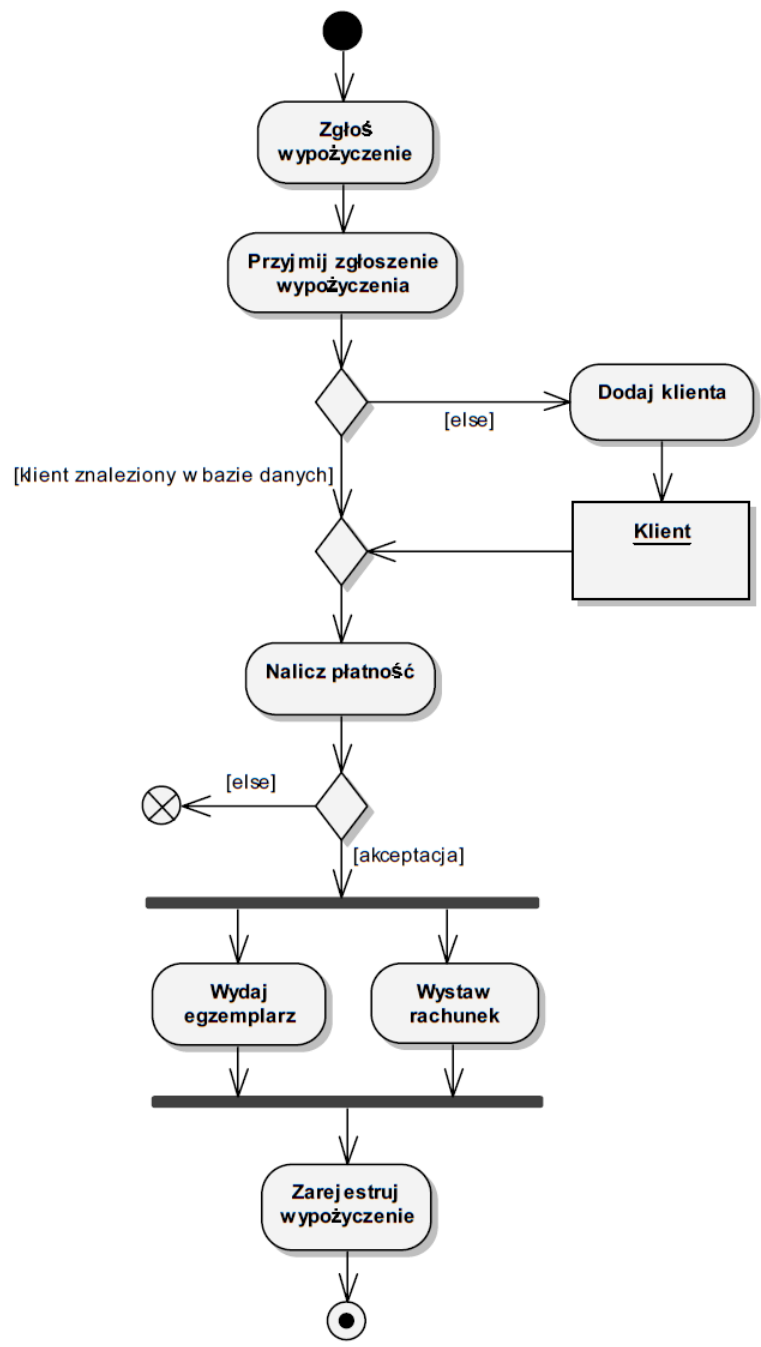 Zgłoś
wypożyczenie
Przyjmij zgłoszenie
wypożyczenia
[else]
Dodaj klienta
[klient znaleziony w bazie danych]
Klient
Nalicz płatność
[else]
[akceptacja]
Wydaj
egzemplarz
Wystaw
rachunek
Zarejestruj
wypożyczenie